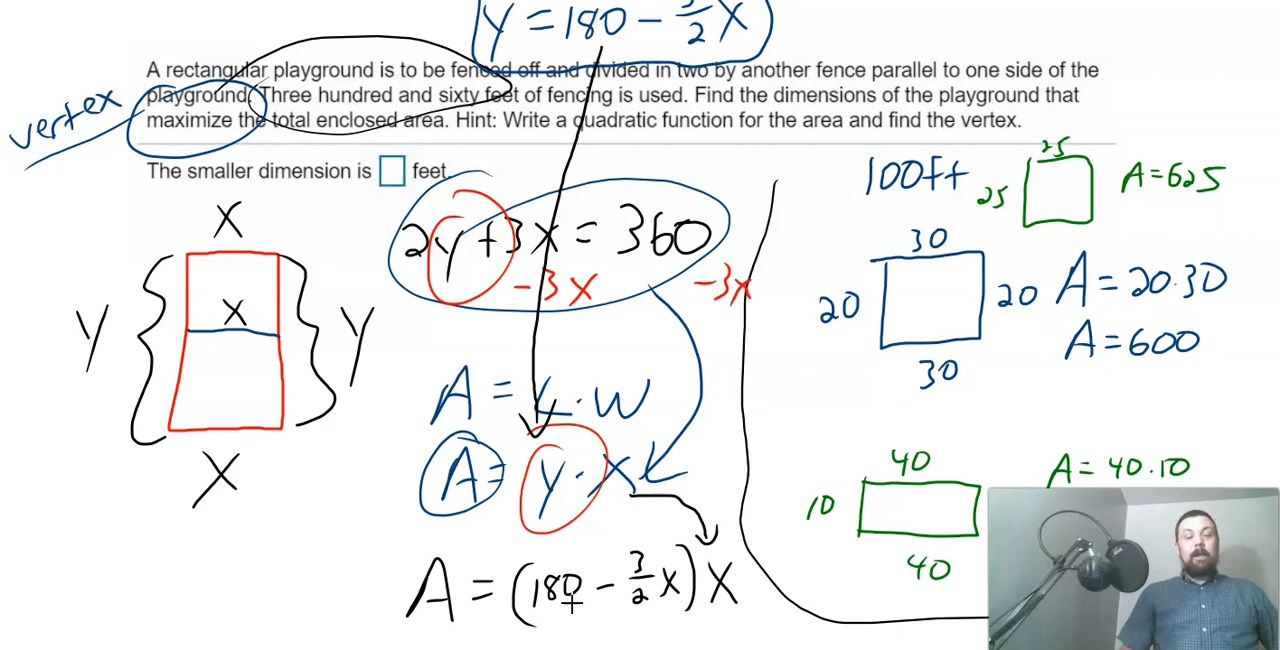 Y = 180 - 3/2 X
A rectangular playground is to be fenced off and divided in two by another fence parallel to one side of the
playground. Three hundred and sixty feet of fencing is used. Find the dimensions of the playground that
maximize the total enclosed area. Hint: Write a quadratic function for the area and find the vertex.
vertex
The smaller dimension is feet.
X
X
Y
Y
X
2y + 3x = 360
-3x
-3x
A = L · W
A = y · X
A = (180 - 3/2 X) X
100ft
25
25
A = 625
30
20
20
A = 20·30
A = 600
30
40
A = 40·10
10
40